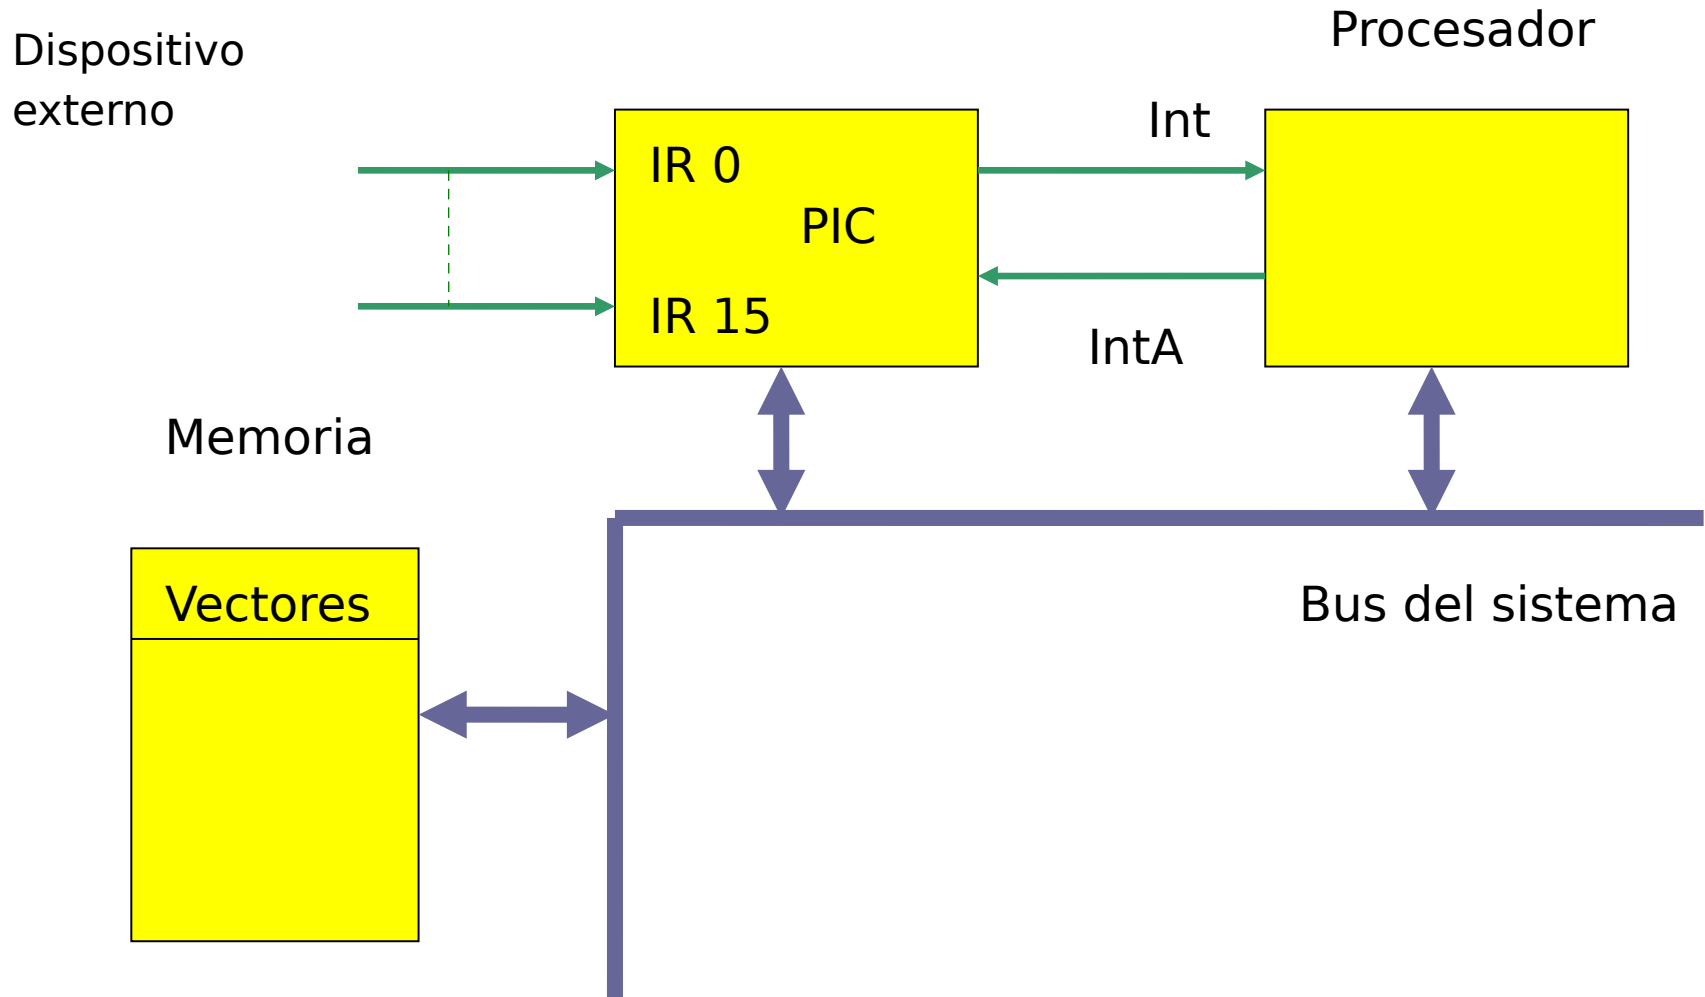 Dispositivo
externo
Procesador
Int
IR 0
PIC
IR 15
IntA
Memoria
Vectores
Bus del sistema